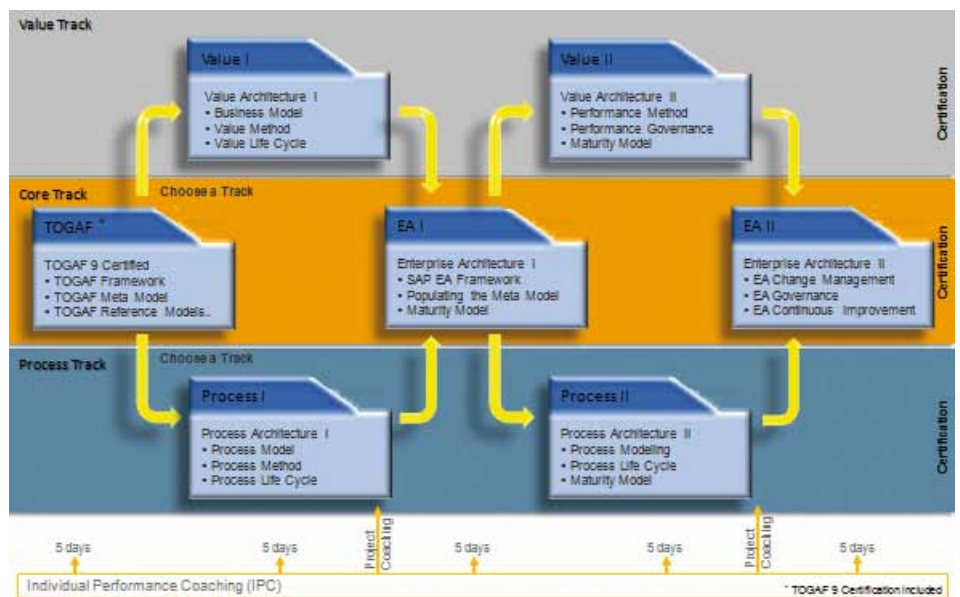 Value Track
Value I
Value Architecture I
• Business Model
• Value Method
• Value Life Cycle
Value II
Value Architecture II
• Performance Method
• Performance Governance
• Maturity Model
Certification
Core Track
Choose a Track
TOGAF *
TOGAF 9 Certified
• TOGAF Framework
• TOGAF Meta Model
• TOGAF Reference Models..
EA I
Enterprise Architecture I
• SAP EA Framework
• Populating the Meta Model
• Maturity Model
EA II
Enterprise Architecture II
• EA Change Management
• EA Governance
• EA Continuous Improvement
Certification
Process Track
Choose a Track
Process I
Process Architecture I
• Process Model
• Process Method
• Process Life Cycle
Process II
Process Architecture II
• Process Modeling
• Process Life Cycle
• Maturity Model
Certification
5 days
5 days
Project
Coaching
5 days
5 days
Project
Coaching
5 days
Individual Performance Coaching (IPC)
* TOGAF 9 Certification Included